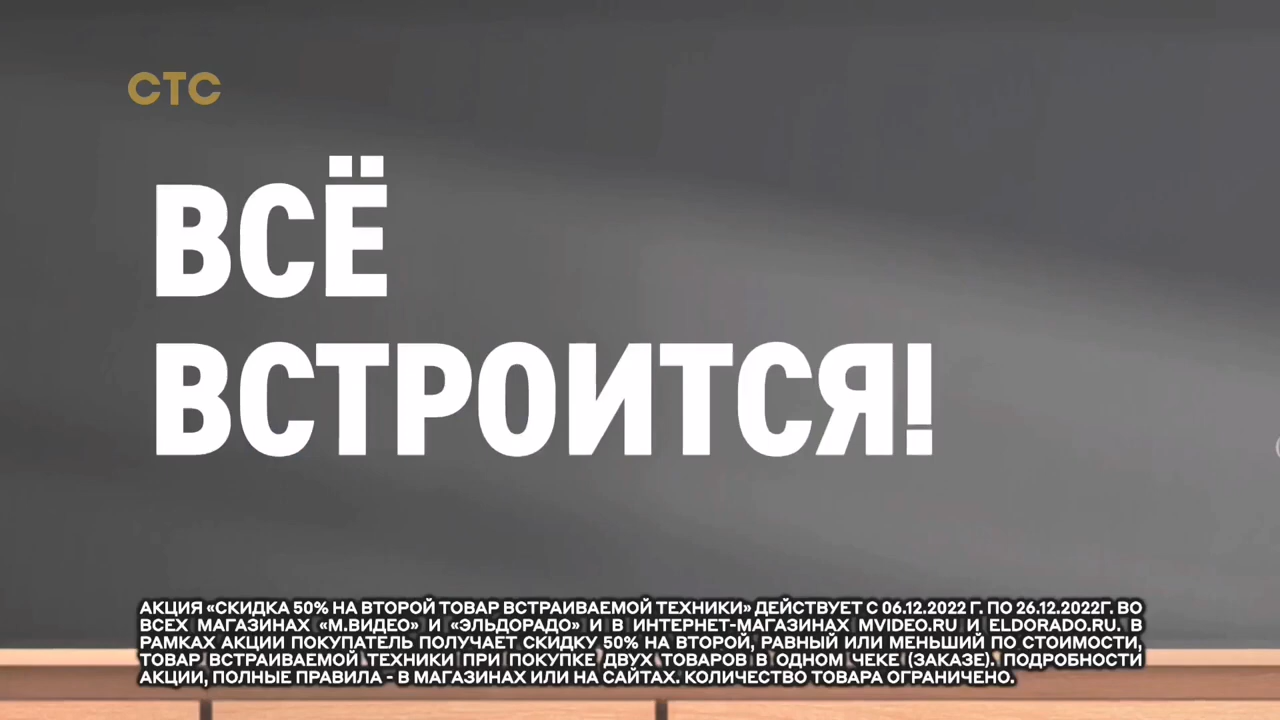 СТС
ВСЁ
ВСТРОИТСЯ!
АКЦИЯ «СКИДКА 50% НА ВТОРОЙ ТОВАР ВСТРАИВАЕМОЙ ТЕХНИКИ» ДЕЙСТВУЕТ С 06.12.2022 Г. ПО 26.12.2022Г. ВО
ВСЕХ МАГАЗИНАХ «М.ВИДЕО» И «ЭЛЬДОРАДО» И В ИНТЕРНЕТ-МАГАЗИНАХ MVIDEO.RU И ELDORADO.RU. В
РАМКАХ АКЦИИ ПОКУПАТЕЛЬ ПОЛУЧАЕТ СКИДКУ 50% НА ВТОРОЙ, РАВНЫЙ ИЛИ МЕНЬШИЙ ПО СТОИМОСТИ,
ТОВАР ВСТРАИВАЕМОЙ ТЕХНИКИ ПРИ ПОКУПКЕ ДВУХ ТОВАРОВ В ОДНОМ ЧЕКЕ (ЗАКАЗЕ). ПОДРОБНОСТИ
АКЦИИ, ПОЛНЫЕ ПРАВИЛА - В МАГАЗИНАХ ИЛИ НА САЙТАХ. КОЛИЧЕСТВО ТОВАРА ОГРАНИЧЕНО.